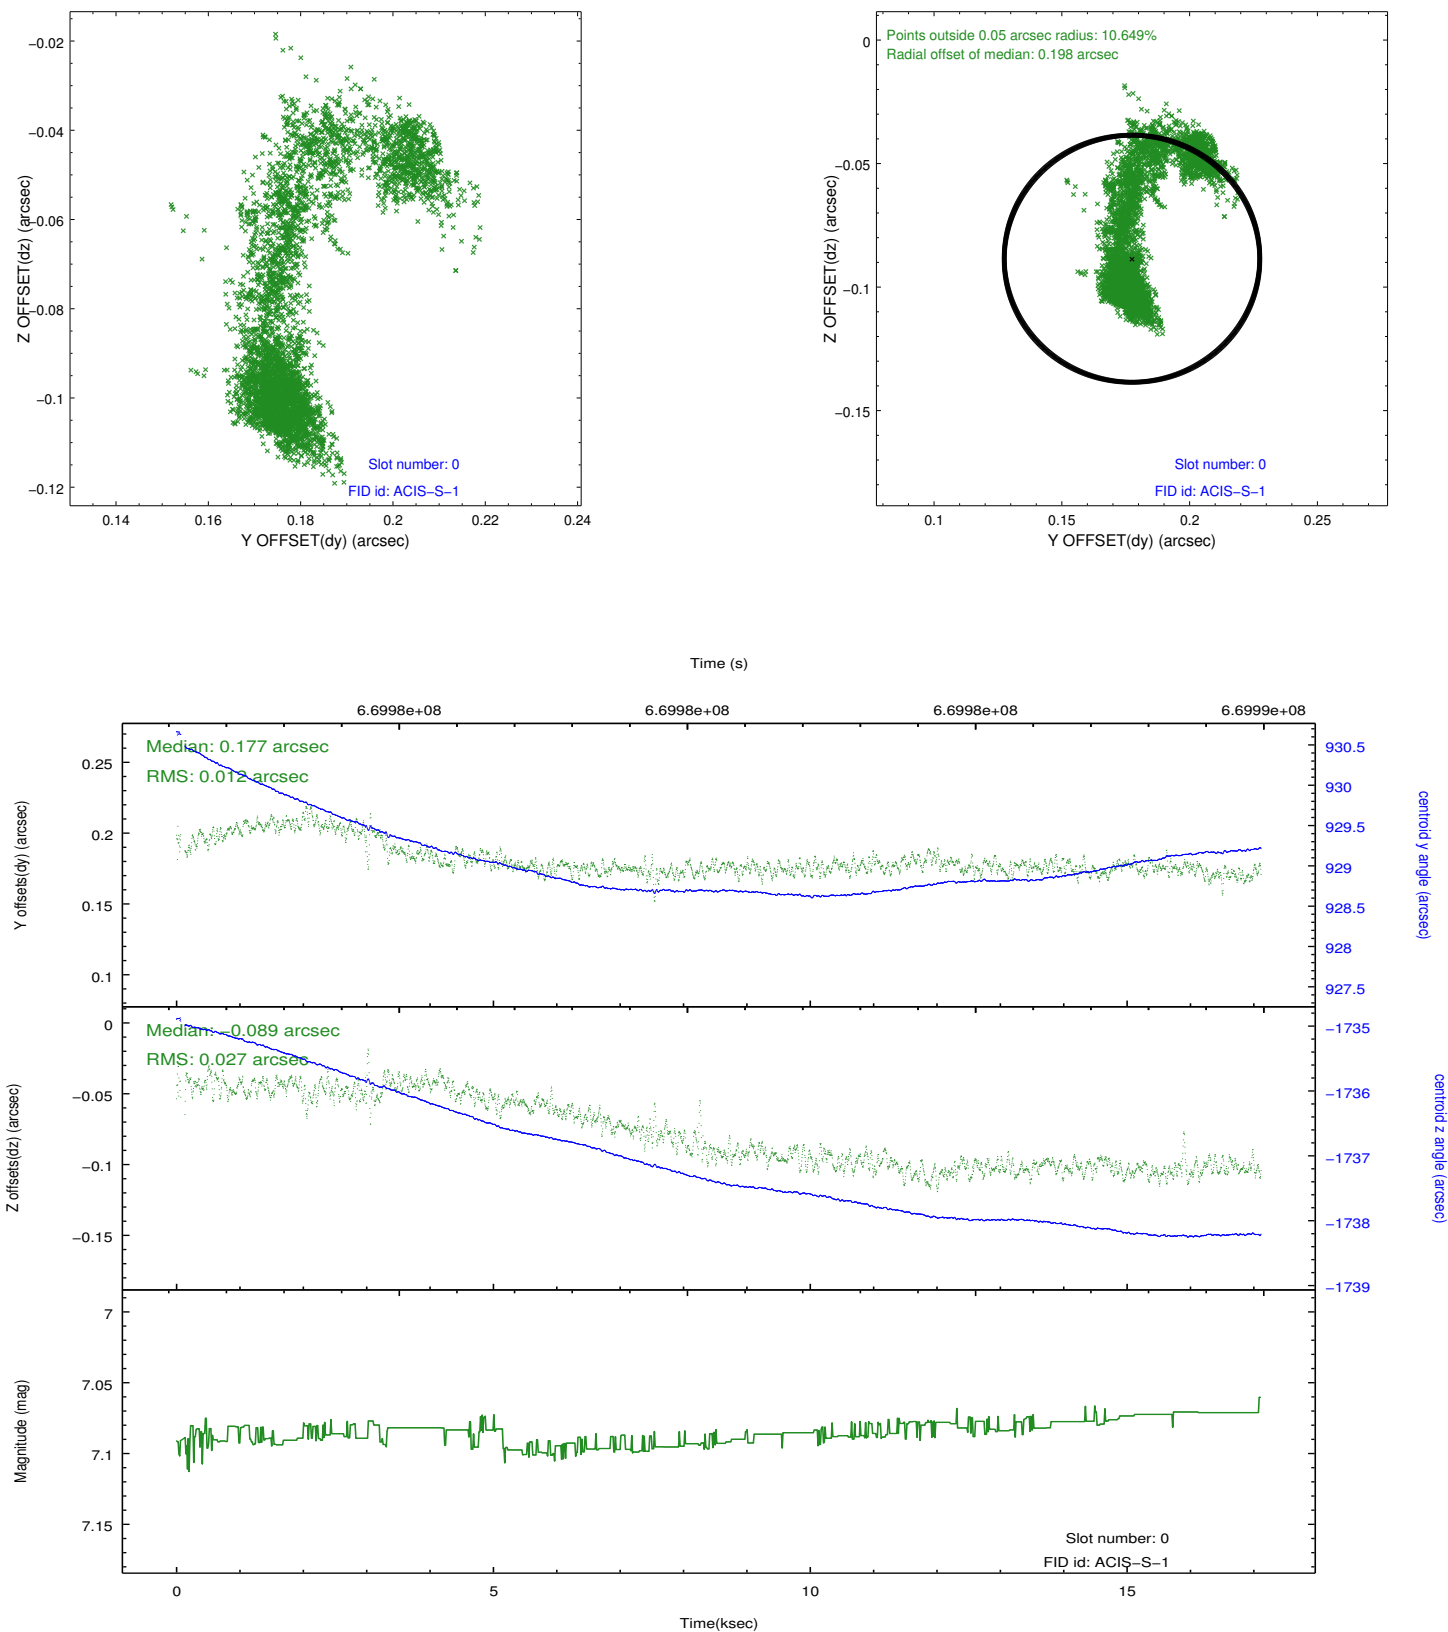 −0.02
−0.04
−0.06
−0.08
−0.1
−0.12
Z OFFSET(dz) (arcsec)
0.14
0.16
0.18
0.2
0.22
0.24
Y OFFSET(dy) (arcsec)
Slot number: 0
FID id: ACIS−S−1
Points outside 0.05 arcsec radius: 10.649%
Radial offset of median: 0.198 arcsec
0
−0.05
−0.1
−0.15
Z OFFSET(dz) (arcsec)
Slot number: 0
FID id: ACIS−S−1
0.1
0.15
0.2
0.25
Y OFFSET(dy) (arcsec)
Time (s)
6.6998e+08
6.6998e+08
6.6998e+08
6.6999e+08
Median: 0.177 arcsec
RMS: 0.012 arcsec
0.25
0.2
0.15
0.1
Y offsets(dy) (arcsec)
930.5
930
929.5
929
928.5
928
927.5
centroid y angle (arcsec)
Median: −0.089 arcsec
RMS: 0.027 arcsec
0
−0.05
−0.1
−0.15
Z offsets(dz) (arcsec)
−1735
−1736
−1737
−1738
−1739
centroid z angle (arcsec)
7
7.05
7.1
7.15
Magnitude (mag)
Slot number: 0
FID id: ACIS−S−1
0
5
10
15
Time(ksec)